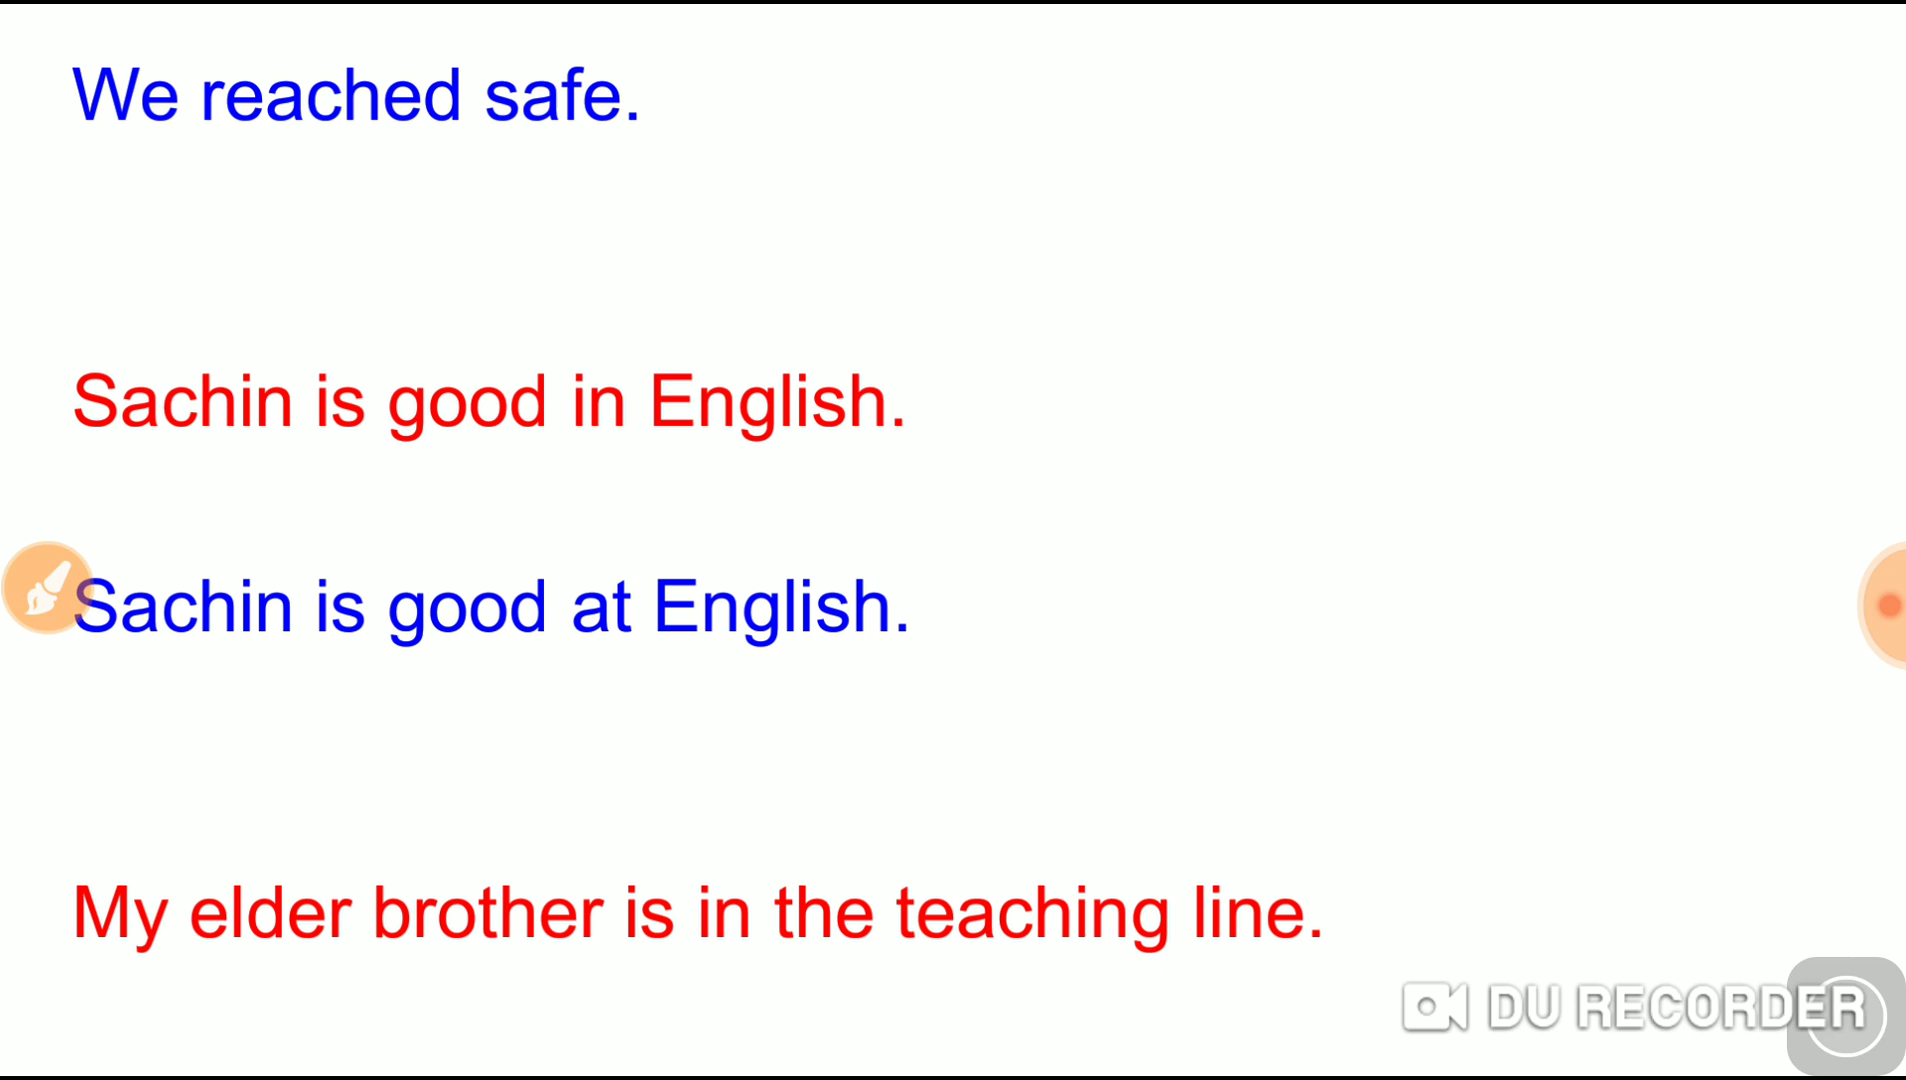 We reached safe.
Sachin is good in English.
Sachin is good at English.
My elder brother is in the teaching line.
DU RECORDER